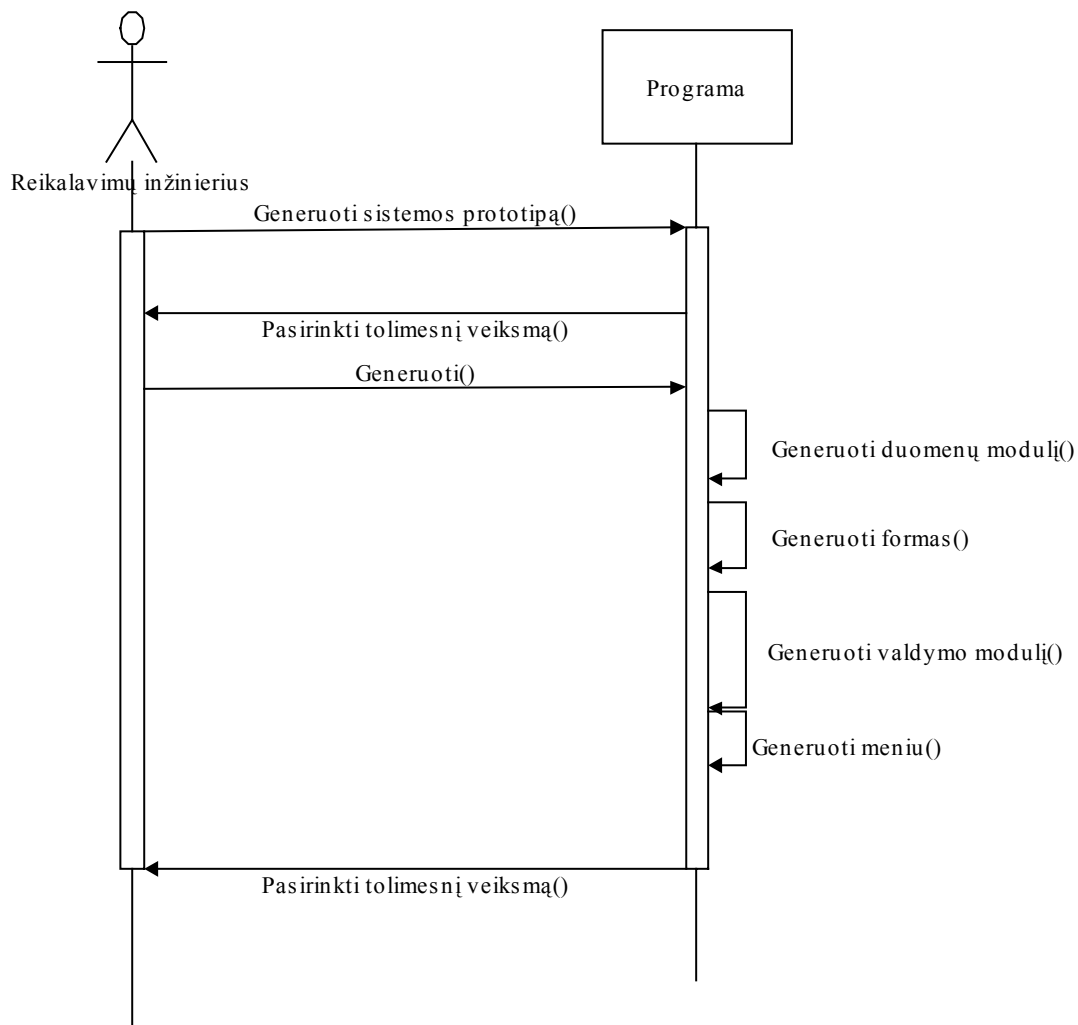 Programa
Reikalavimų inžinierius
Generuoti sistemos prototipą()
Pasirinkti tolimesnį veiksmą()
Generuoti()
Generuoti duomenų modulį()
Generuoti formas()
Generuoti valdymo modulį()
Generuoti meniu()
Pasirinkti tolimesnį veiksmą()